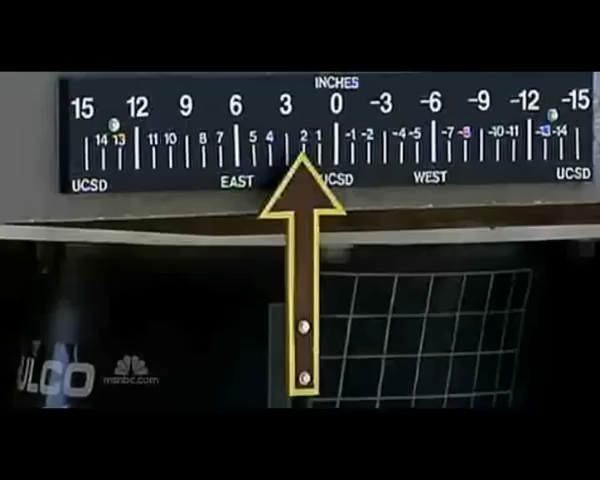 INCHES
15 12 9 6 3 0 -3 -6 -9 -12 -15
14 13 11 10 8 7 5 4 2 1 -1 -2 -4 -5 -7 -8 -10 -11 -13 -14
UCSD EAST UCSD WEST UCSD
ULCO
msnbc.com